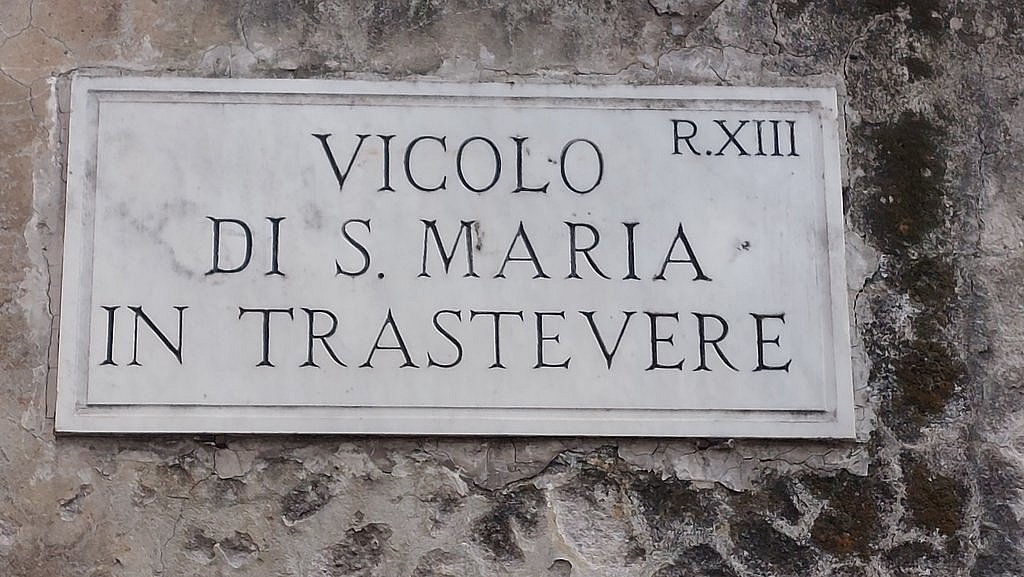 VICOLO R.XIII
DI S. MARIA
IN TRASTEVERE